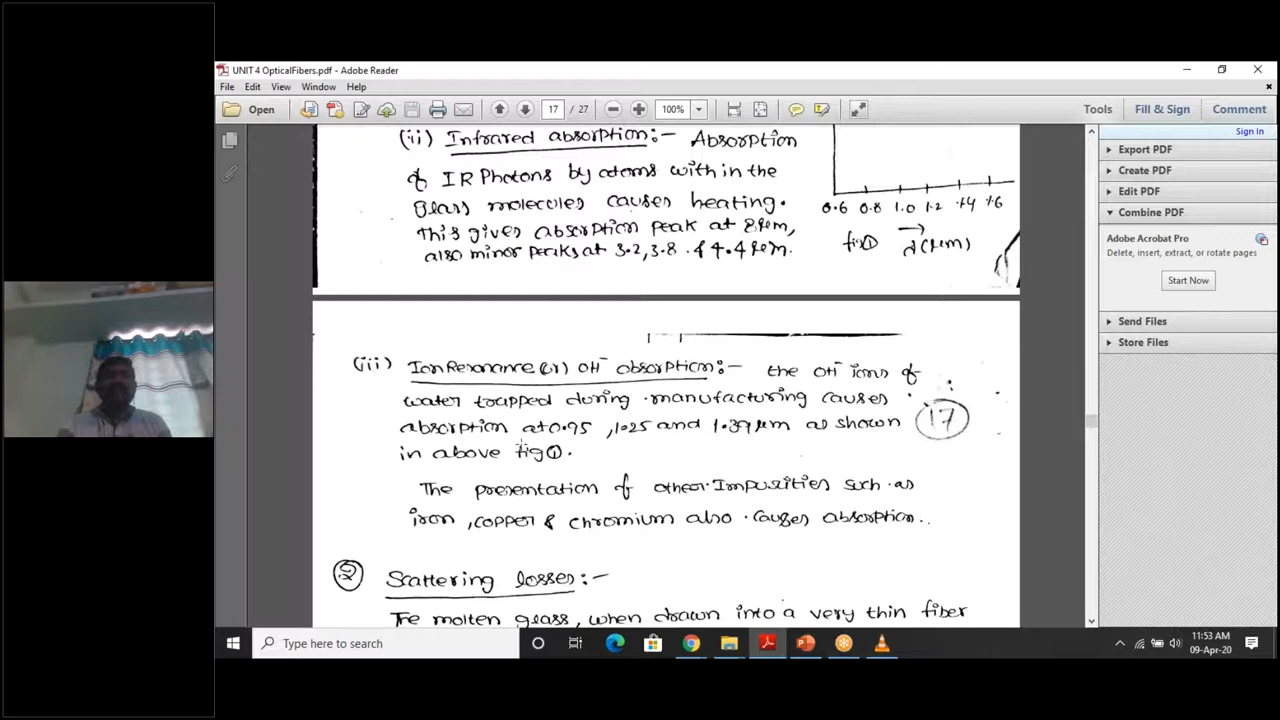 UNIT 4 OpticalFibers.pdf - Adobe Reader
File Edit View Window Help
Open 17 / 27 100% Tools Fill & Sign Comment
Sign In
Export PDF
Create PDF
Edit PDF
Combine PDF
Adobe Acrobat Pro
Delete, insert, extract, or rotate pages
Start Now
Send Files
Store Files
(ii) Infrared absorption:- Absorption
of IR Photons by atoms with in the
Glass molecules causes heating.
This gives absorption peak at 8μm,
also minor peaks at 3.2, 3.8 & 4.4μm.
0.6 0.8 1.0 1.2 1.4 1.6
fig① λ(μm)
(iii) Ion Resonance (or) OH⁻ absorption:- the OH⁻ ions of
water trapped during manufacturing causes
absorption at 0.95, 1.25 and 1.39μm as shown
in above fig①.
17
The presentation of other Impurities such as
iron, copper & chromium also causes absorption..
② Scattering losses:-
The molten glass, when drawn into a very thin fiber
Type here to search
11:53 AM
09-Apr-20